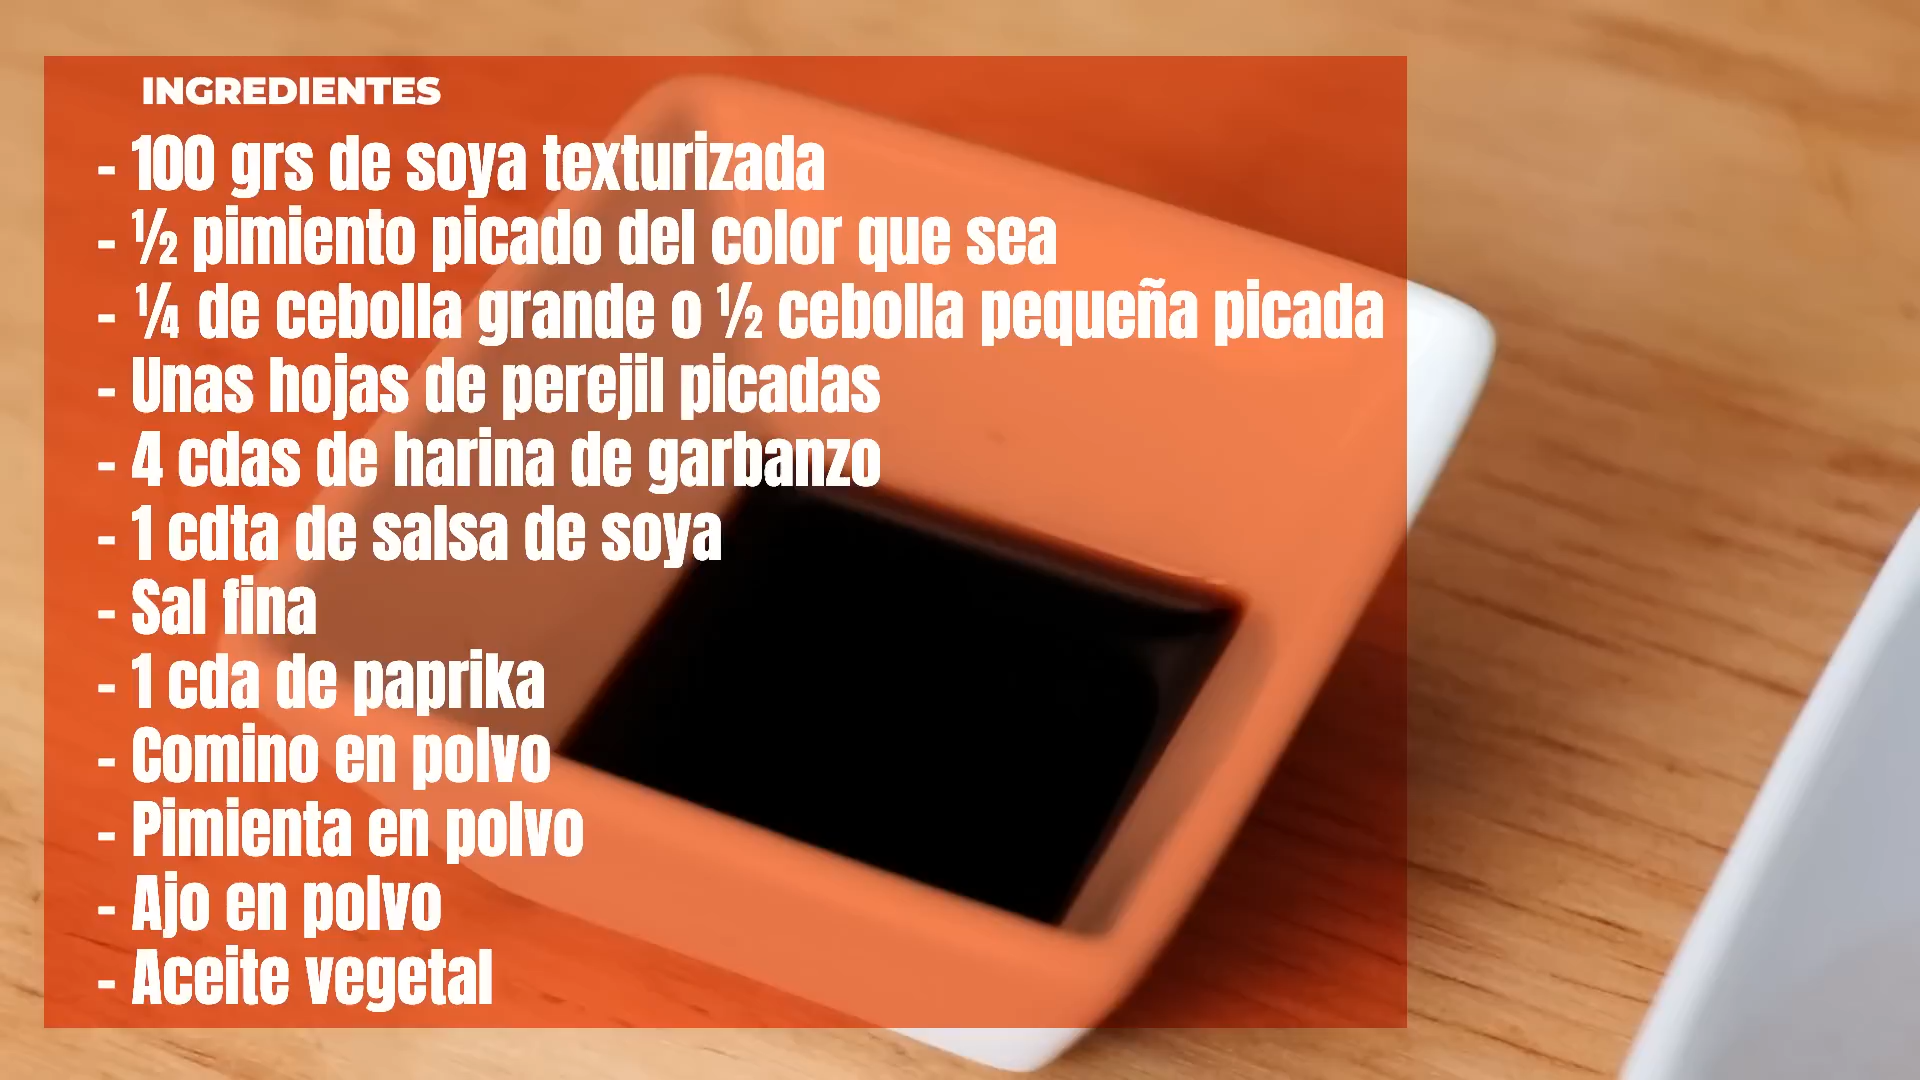 INGREDIENTES
- 100 grs de soya texturizada
- ½ pimiento picado del color que sea
- ¼ de cebolla grande o ½ cebolla pequeña picada
- Unas hojas de perejil picadas
- 4 cdas de harina de garbanzo
- 1 cdta de salsa de soya
- Sal fina
- 1 cda de paprika
- Comino en polvo
- Pimienta en polvo
- Ajo en polvo
- Aceite vegetal